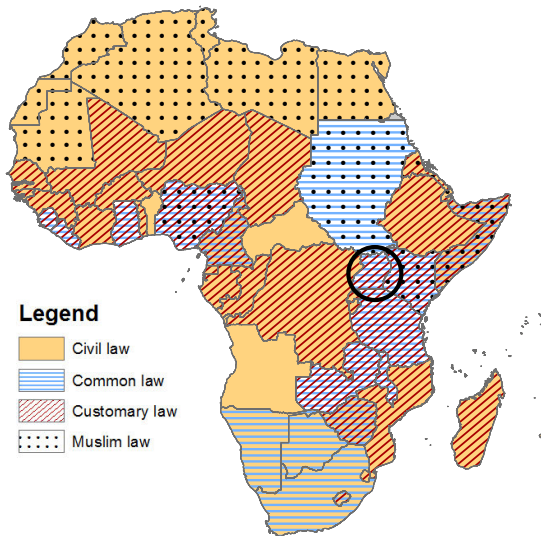 Legend
Civil law
Common law
Customary law
Muslim law